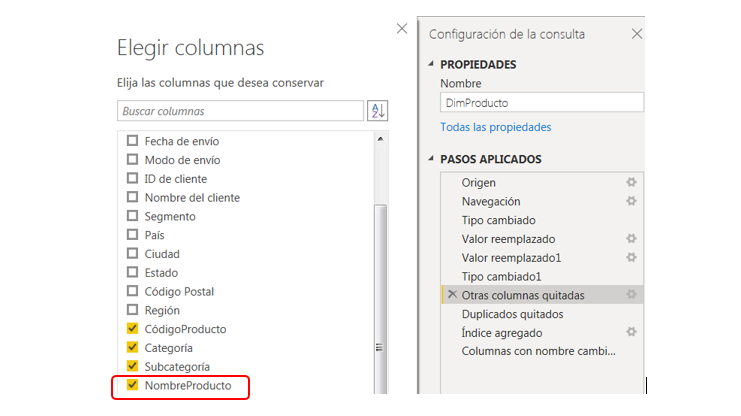 Elegir columnas
Elija las columnas que desea conservar
Buscar columnas
AZ
Fecha de envío
Modo de envío
ID de cliente
Nombre del cliente
Segmento
País
Ciudad
Estado
Código Postal
Región
CódigoProducto
Categoría
Subcategoría
NombreProducto
Configuración de la consulta
PROPIEDADES
Nombre
DimProducto
Todas las propiedades
PASOS APLICADOS
Origen
Navegación
Tipo cambiado
Valor reemplazado
Valor reemplazado1
Tipo cambiado1
Otras columnas quitadas
Duplicados quitados
Índice agregado
Columnas con nombre cambi...